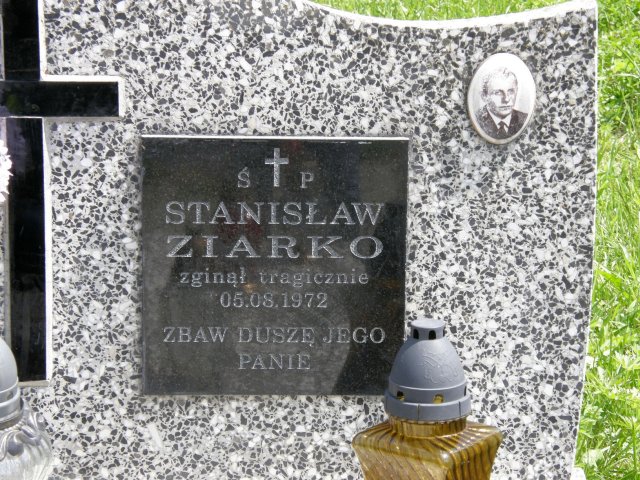 Ś P
STANISŁAW
ZIARKO
zginął tragicznie
05.08.1972
ZBAW DUSZĘ JEGO
PANIE